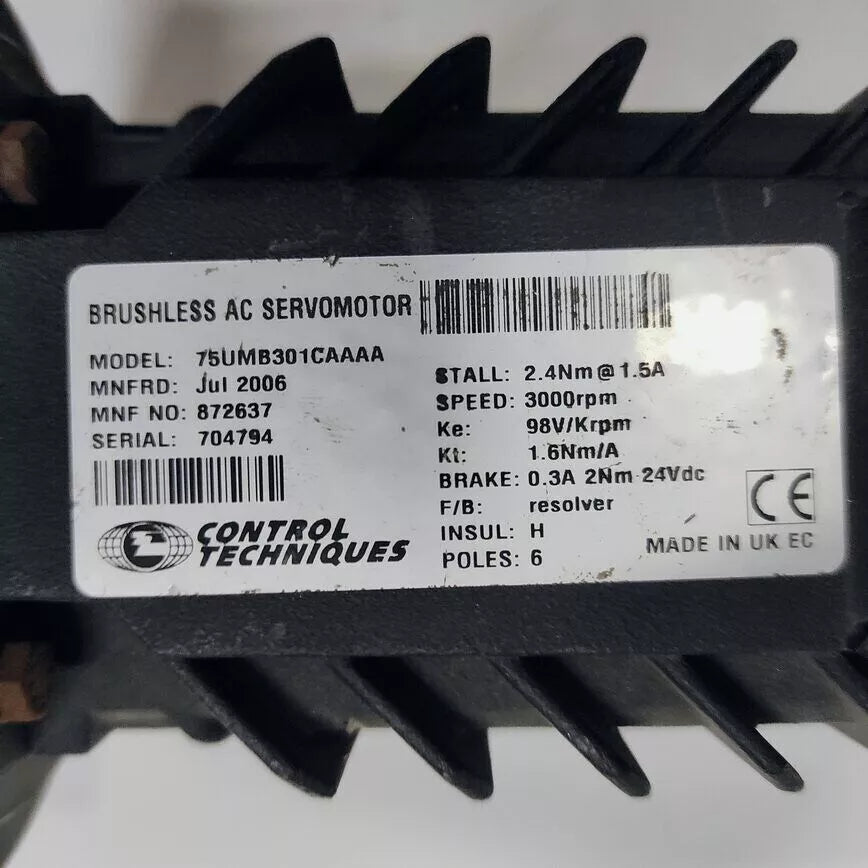 BRUSHLESS AC SERVOMOTOR
MODEL: 75UMB301CAAAA
MNFRD: Jul 2006
MNF NO: 872637
SERIAL: 704794
CONTROL
TECHNIQUES
STALL: 2.4Nm@1.5A
SPEED: 3000rpm
Ke: 98V/Krpm
Kt: 1.6Nm/A
BRAKE: 0.3A 2Nm 24Vdc
F/B: resolver
INSUL: H
POLES: 6
CE
MADE IN UK EC